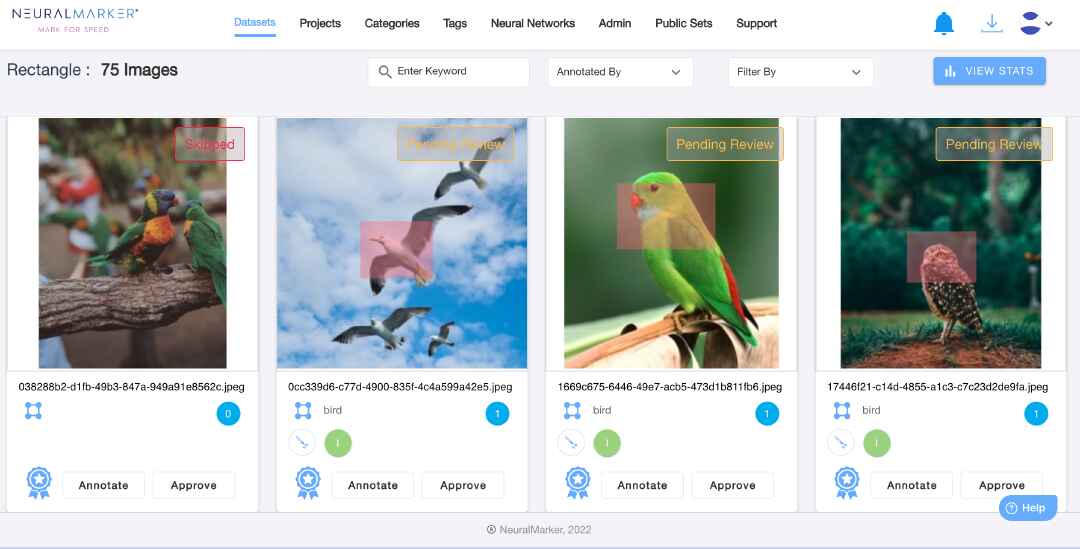 NEURALMARKER
MARK FOR SPEED
Datasets Projects Categories Tags Neural Networks Admin Public Sets Support
Rectangle : 75 Images
Enter Keyword
Annotated By
Filter By
VIEW STATS
Skipped
Pending Review
Pending Review
Pending Review
038288b2-d1fb-49b3-847a-949a91e8562c.jpeg
0
Annotate Approve
0cc339d6-c77d-4900-835f-4c4a599a42e5.jpeg
bird 1
i
Annotate Approve
1669c675-6446-49e7-acb5-473d1b811fb6.jpeg
bird 1
i
Annotate Approve
17446f21-c14d-4855-a1c3-c7c23d2de9fa.jpeg
bird 1
i
Annotate Approve
? Help
® NeuralMarker, 2022